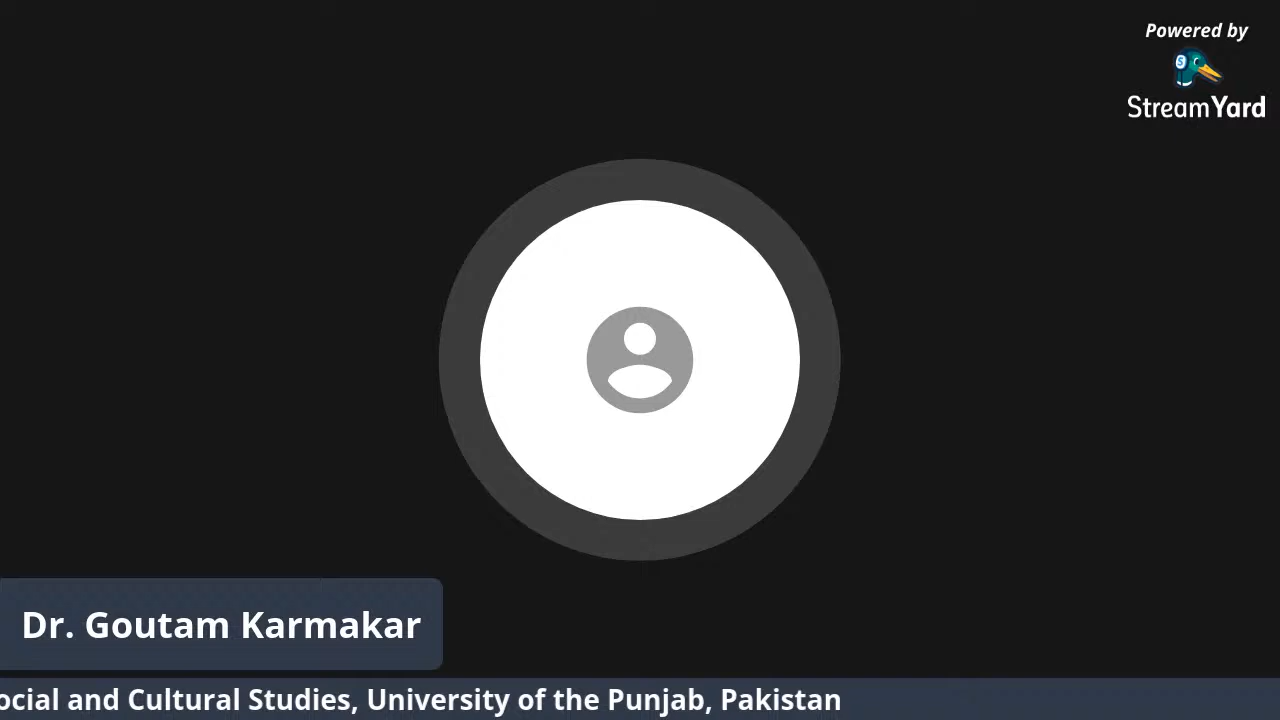 Powered by
StreamYard
Dr. Goutam Karmakar
ocial and Cultural Studies, University of the Punjab, Pakistan